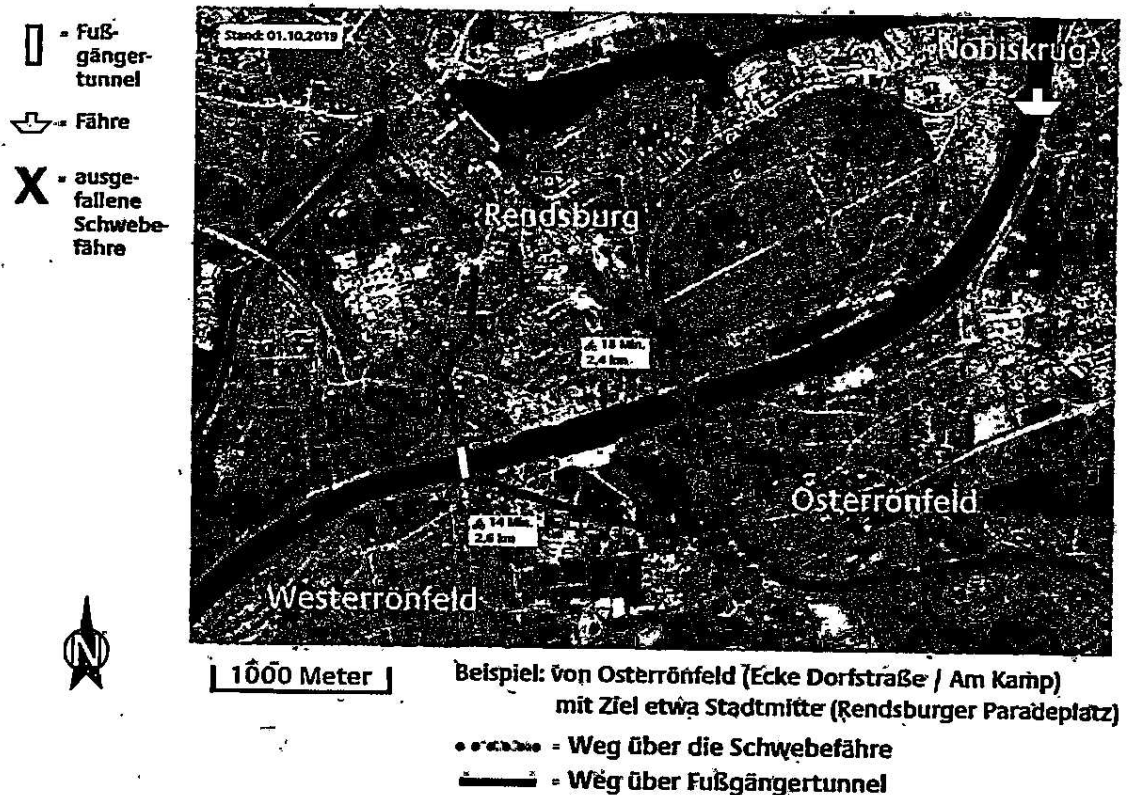 = Fuß-
gänger-
tunnel
= Fähre
X = ausge-
fallene
Schwebe-
fähre
Stand: 01.10.2019
Nobiskrug
Rendsburg
2,4 km
Osterrönfeld
14 Min.
2,6 km
Westerrönfeld
N
1000 Meter
Beispiel: von Osterrönfeld (Ecke Dorfstraße / Am Kamp)
mit Ziel etwa Stadtmitte (Rendsburger Paradeplatz)
= Weg über die Schwebefähre
= Weg über Fußgängertunnel